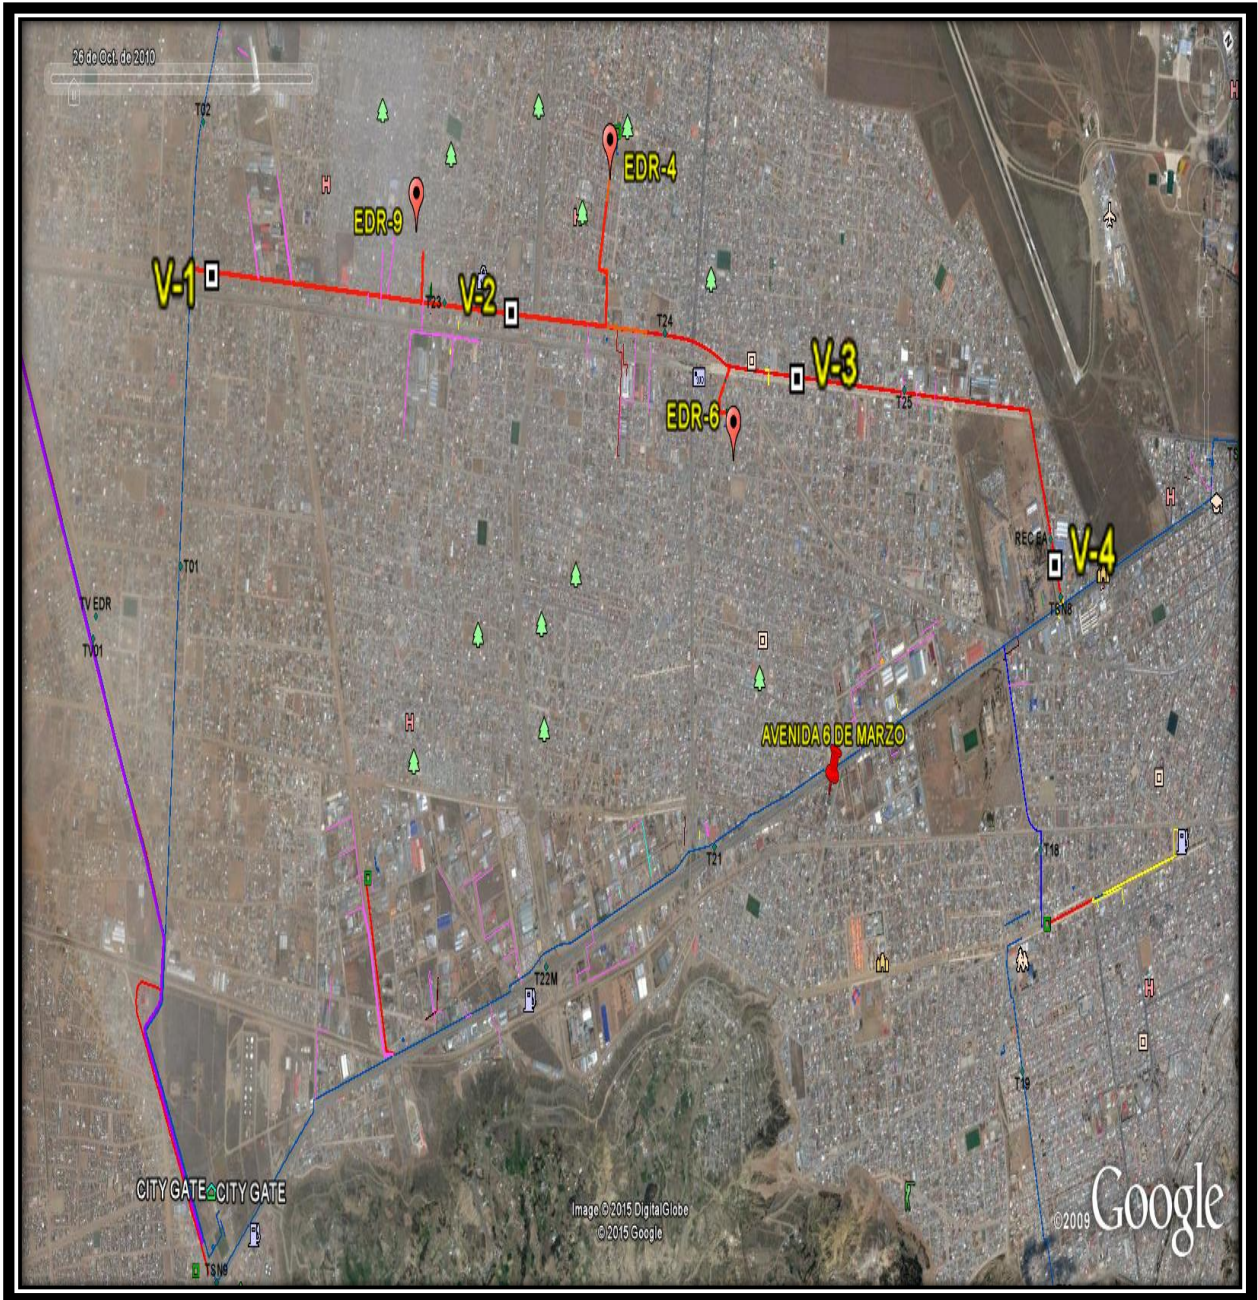 26 de Oct. de 2010
T02
H
H
EDR-4
EDR-9
H
V-1
V-2
T23
T24
V-3
T25
EDR-6
H
REC EA
V-4
TSN8
T01
TV EDR
TV01
H
AVENIDA 6 DE MARZO
T21
T18
T22M
H
T19
CITY GATE CITY GATE
TSN9
Image © 2015 DigitalGlobe
© 2015 Google
©2009 Google